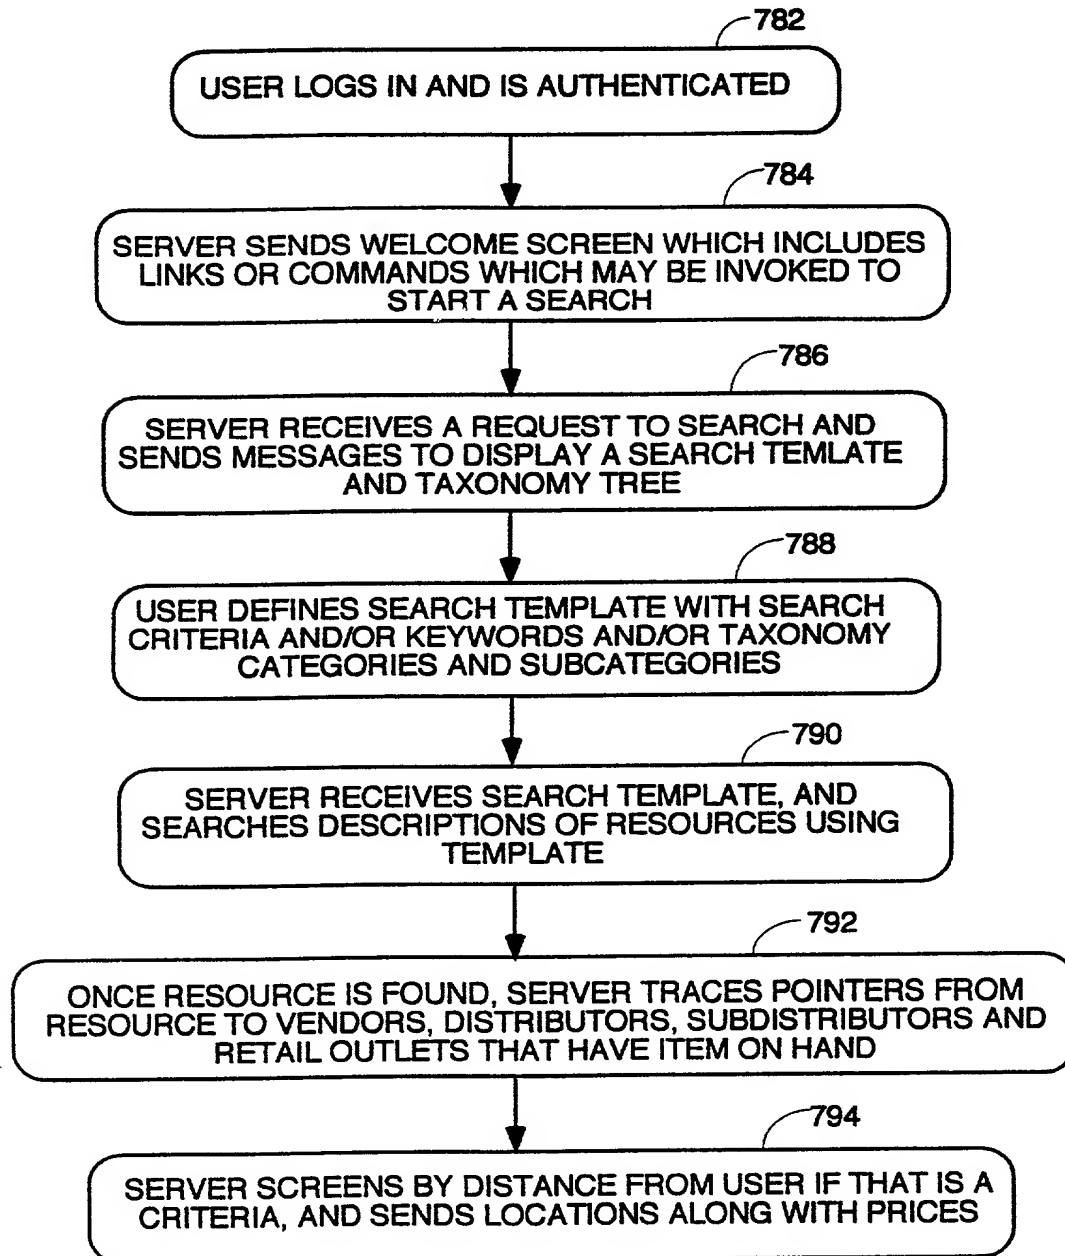 782
USER LOGS IN AND IS AUTHENTICATED
784
SERVER SENDS WELCOME SCREEN WHICH INCLUDES
LINKS OR COMMANDS WHICH MAY BE INVOKED TO
START A SEARCH
786
SERVER RECEIVES A REQUEST TO SEARCH AND
SENDS MESSAGES TO DISPLAY A SEARCH TEMLATE
AND TAXONOMY TREE
788
USER DEFINES SEARCH TEMPLATE WITH SEARCH
CRITERIA AND/OR KEYWORDS AND/OR TAXONOMY
CATEGORIES AND SUBCATEGORIES
790
SERVER RECEIVES SEARCH TEMPLATE, AND
SEARCHES DESCRIPTIONS OF RESOURCES USING
TEMPLATE
792
ONCE RESOURCE IS FOUND, SERVER TRACES POINTERS FROM
RESOURCE TO VENDORS, DISTRIBUTORS, SUBDISTRIBUTORS AND
RETAIL OUTLETS THAT HAVE ITEM ON HAND
794
SERVER SCREENS BY DISTANCE FROM USER IF THAT IS A
CRITERIA, AND SENDS LOCATIONS ALONG WITH PRICES